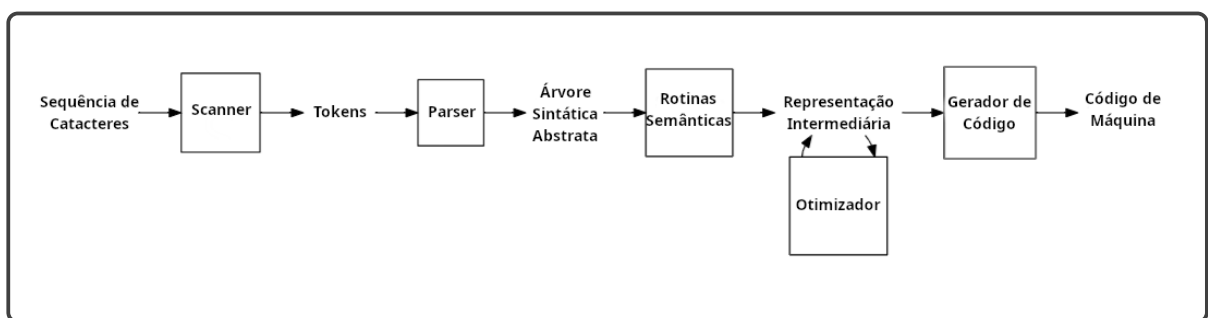 Sequência de
Catacteres
Scanner
Tokens
Parser
Árvore
Sintática
Abstrata
Rotinas
Semânticas
Representação
Intermediária
Otimizador
Gerador de
Código
Código de
Máquina